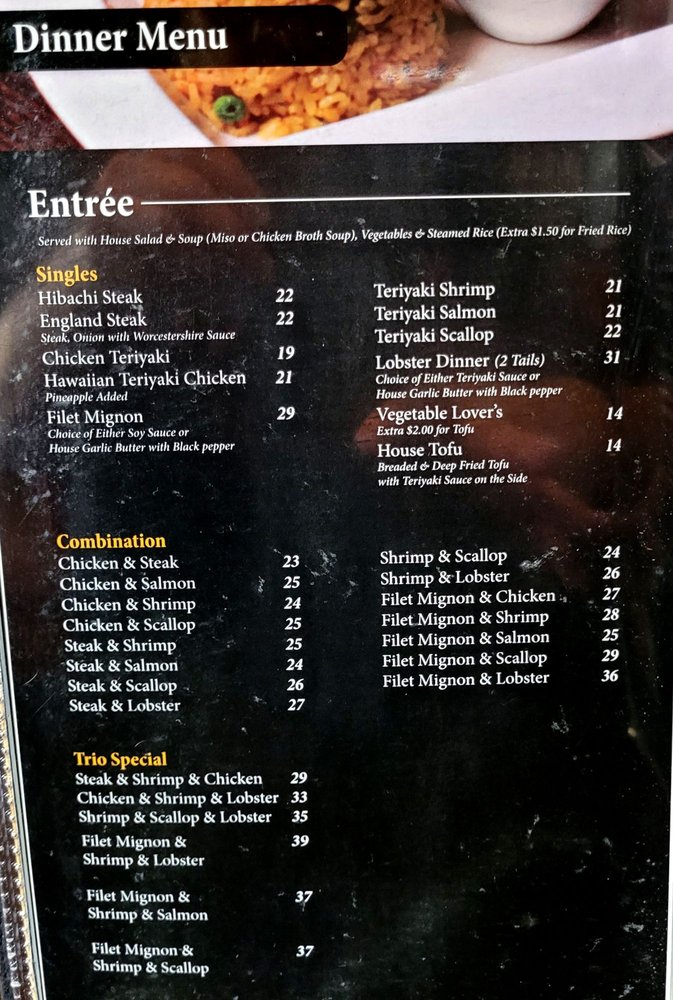 Dinner Menu
Entrée
Served with House Salad & Soup (Miso or Chicken Broth Soup), Vegetables & Steamed Rice (Extra $1.50 for Fried Rice)
Singles
Hibachi Steak 22
England Steak 22
Steak, Onion with Worcestershire Sauce
Chicken Teriyaki 19
Hawaiian Teriyaki Chicken 21
Pineapple Added
Filet Mignon 29
Choice of Either Soy Sauce or
House Garlic Butter with Black pepper
Teriyaki Shrimp 21
Teriyaki Salmon 21
Teriyaki Scallop 22
Lobster Dinner (2 Tails) 31
Choice of Either Teriyaki Sauce or
House Garlic Butter with Black pepper
Vegetable Lover's 14
Extra $2.00 for Tofu
House Tofu 14
Breaded & Deep Fried Tofu
with Teriyaki Sauce on the Side
Combination
Chicken & Steak 23
Chicken & Salmon 25
Chicken & Shrimp 24
Chicken & Scallop 25
Steak & Shrimp 25
Steak & Salmon 24
Steak & Scallop 26
Steak & Lobster 27
Shrimp & Scallop 24
Shrimp & Lobster 26
Filet Mignon & Chicken 27
Filet Mignon & Shrimp 28
Filet Mignon & Salmon 25
Filet Mignon & Scallop 29
Filet Mignon & Lobster 36
Trio Special
Steak & Shrimp & Chicken 29
Chicken & Shrimp & Lobster 33
Shrimp & Scallop & Lobster 35
Filet Mignon & 39
Shrimp & Lobster
Filet Mignon & 37
Shrimp & Salmon
Filet Mignon & 37
Shrimp & Scallop